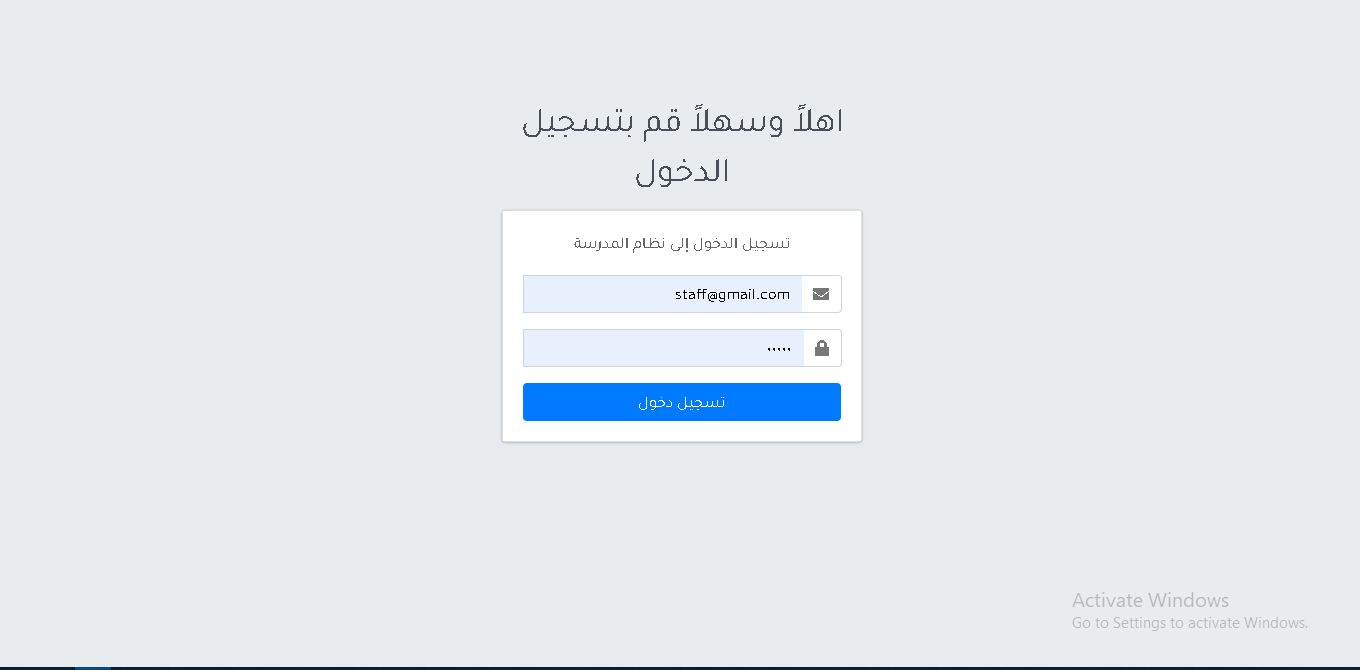 اهلاً وسهلاً قم بتسجيل
الدخول
تسجيل الدخول إلى نظام المدرسة
staff@gmail.com
•••••
تسجيل دخول
Activate Windows
Go to Settings to activate Windows.